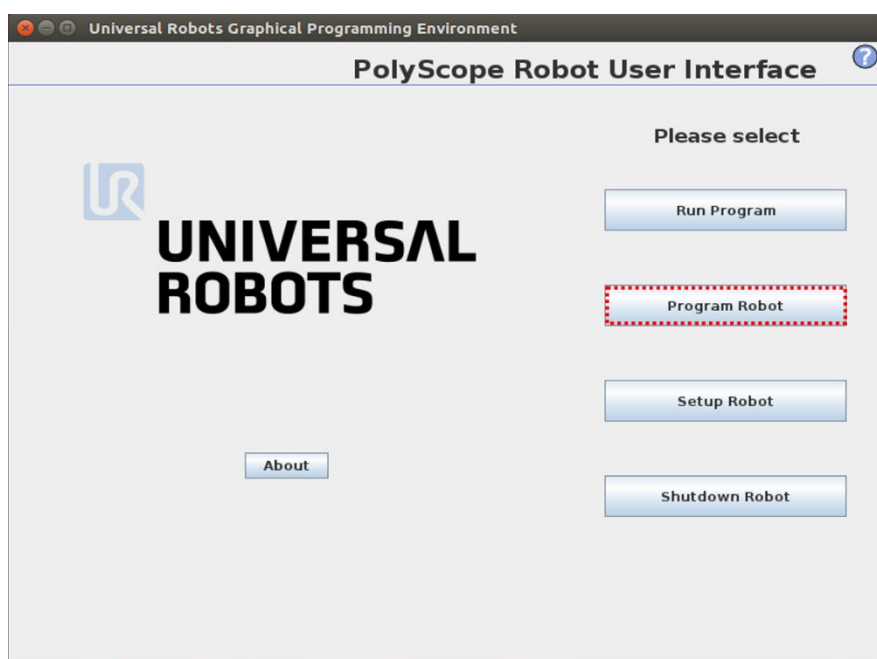 Universal Robots Graphical Programming Environment
PolyScope Robot User Interface
?
Please select
UR
UNIVERSAL
ROBOTS
Run Program
Program Robot
Setup Robot
About
Shutdown Robot